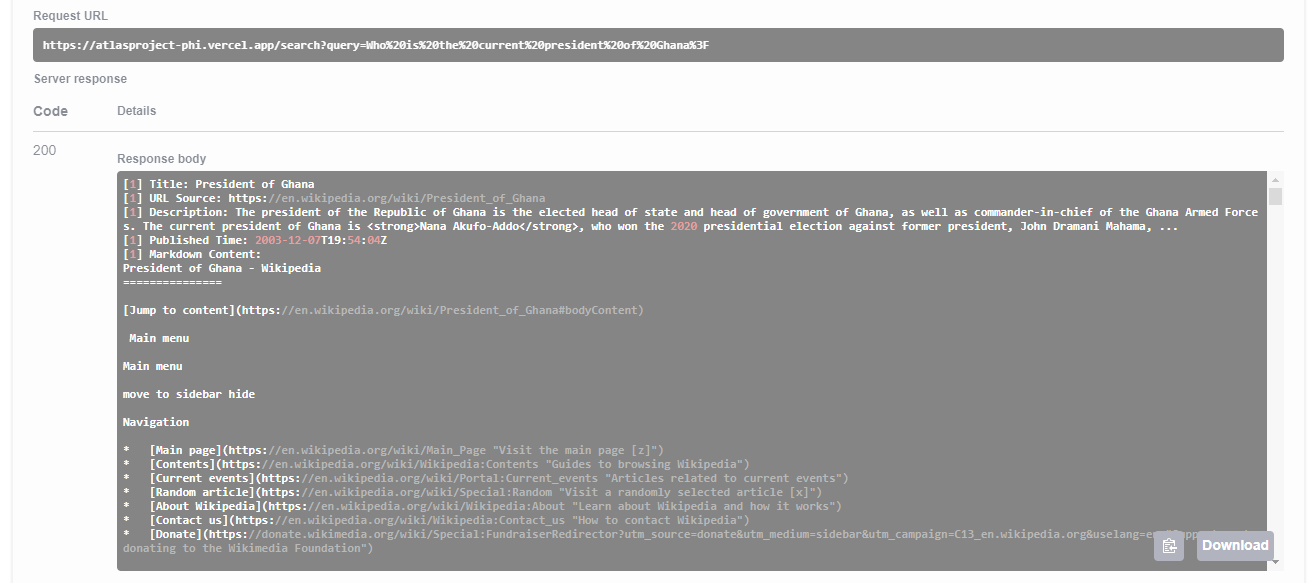 Request URL
https://atlasproject-phi.vercel.app/search?query=Who%20is%20the%20current%20president%20of%20Ghana%3F
Server response
Code Details
200
Response body
[1] Title: President of Ghana
[1] URL Source: https://en.wikipedia.org/wiki/President_of_Ghana
[1] Description: The president of the Republic of Ghana is the elected head of state and head of government of Ghana, as well as commander-in-chief of the Ghana Armed Force
s. The current president of Ghana is <strong>Nana Akufo-Addo</strong>, who won the 2020 presidential election against former president, John Dramani Mahama, ...
[1] Published Time: 2003-12-07T19:54:04Z
[1] Markdown Content:
President of Ghana - Wikipedia
===============
[Jump to content](https://en.wikipedia.org/wiki/President_of_Ghana#bodyContent)
Main menu
Main menu
move to sidebar hide
Navigation
* [Main page](https://en.wikipedia.org/wiki/Main_Page "Visit the main page [z]")
* [Contents](https://en.wikipedia.org/wiki/Wikipedia:Contents "Guides to browsing Wikipedia")
* [Current events](https://en.wikipedia.org/wiki/Portal:Current_events "Articles related to current events")
* [Random article](https://en.wikipedia.org/wiki/Special:Random "Visit a randomly selected article [x]")
* [About Wikipedia](https://en.wikipedia.org/wiki/Wikipedia:About "Learn about Wikipedia and how it works")
* [Contact us](https://en.wikipedia.org/wiki/Wikipedia:Contact_us "How to contact Wikipedia")
* [Donate](https://donate.wikimedia.org/wiki/Special:FundraiserRedirector?utm_source=donate&utm_medium=sidebar&utm_campaign=C13_en.wikipedia.org&uselang=
donating to the Wikimedia Foundation")
Download